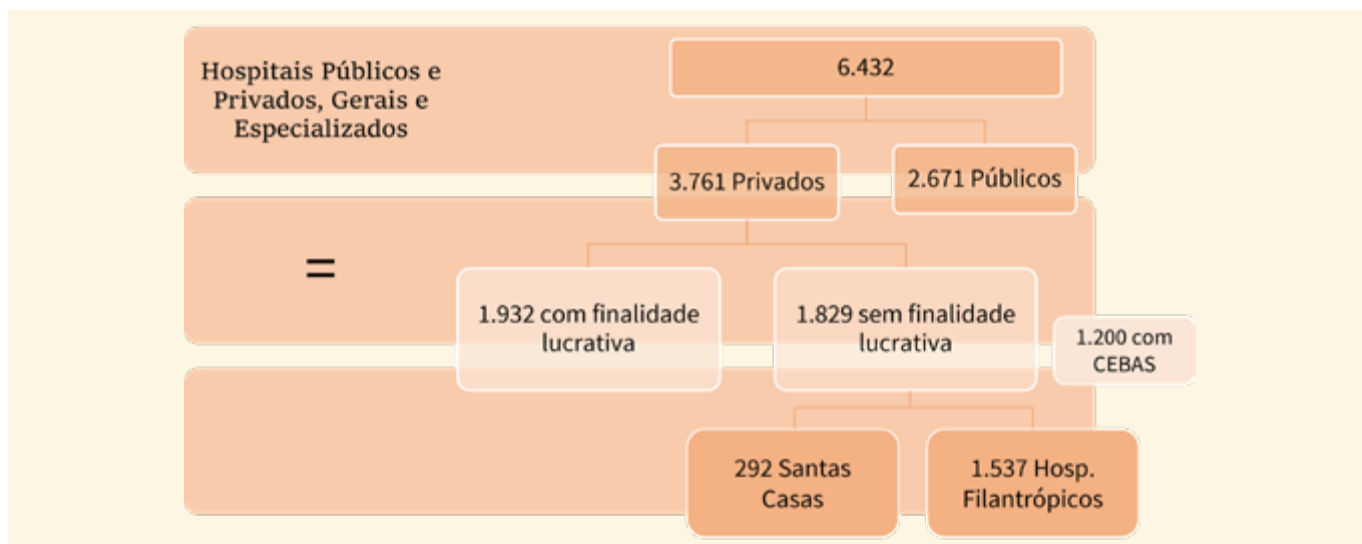 Hospitais Públicos e
Privados, Gerais e
Especializados
6.432
3.761 Privados
2.671 Públicos
=
1.932 com finalidade
lucrativa
1.829 sem finalidade
lucrativa
1.200 com
CEBAS
292 Santas
Casas
1.537 Hosp.
Filantrópicos